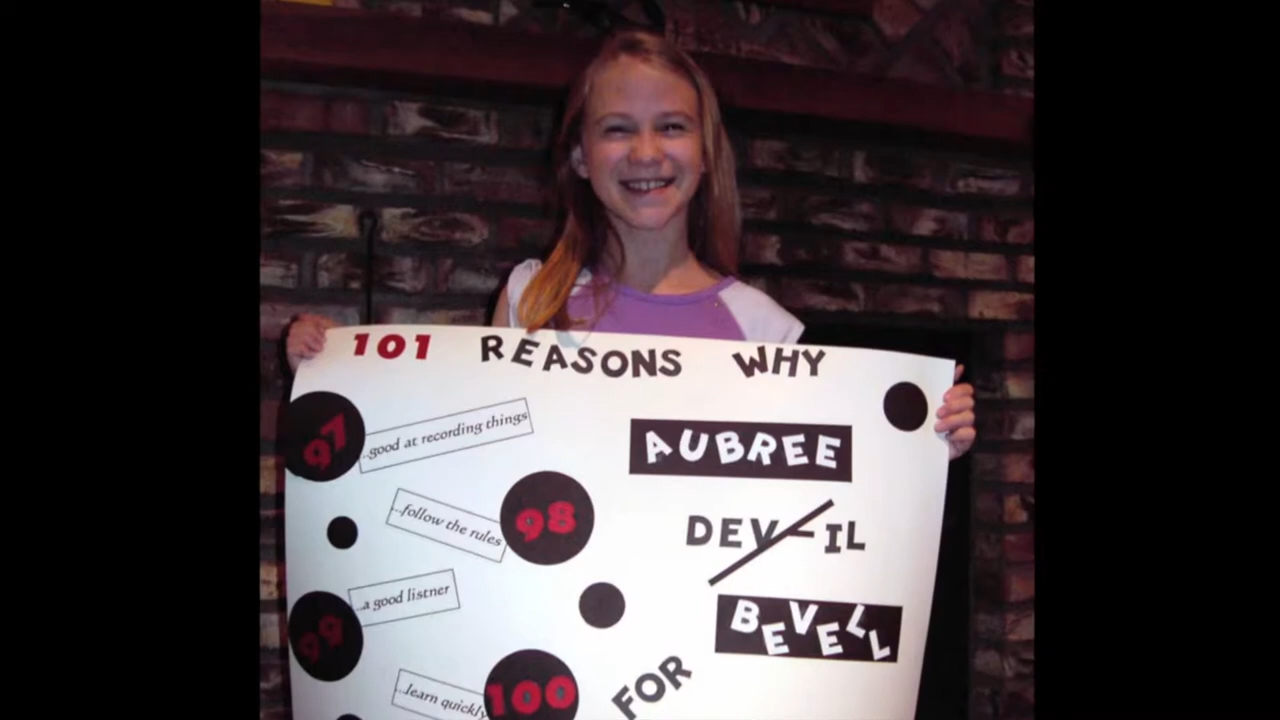 101 REASONS WHY
97
...good at recording things
AUBREE
...follow the rules
98
DEV-IL
...a good listner
99
BEVELL
...learn quickly
100
FOR